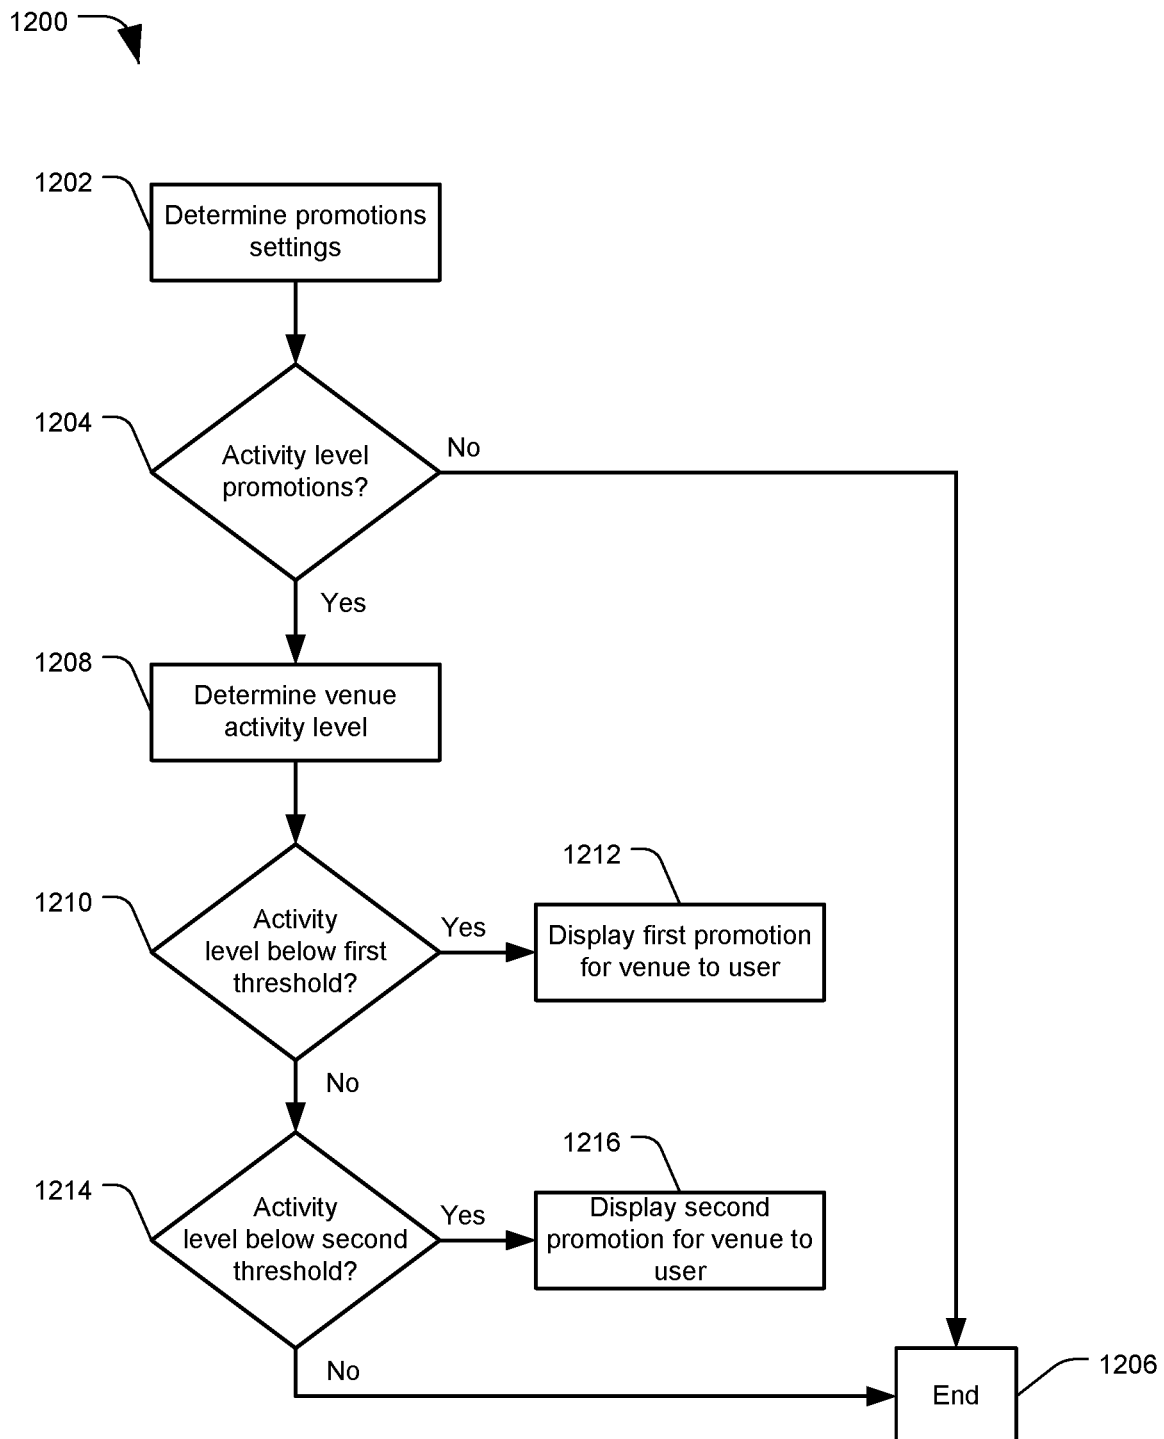 1200
1202
Determine promotions
settings
1204
Activity level
promotions?
No
Yes
1208
Determine venue
activity level
1210
Activity
level below first
threshold?
Yes
1212
Display first promotion
for venue to user
No
1214
Activity
level below second
threshold?
Yes
1216
Display second
promotion for venue to
user
No
End
1206